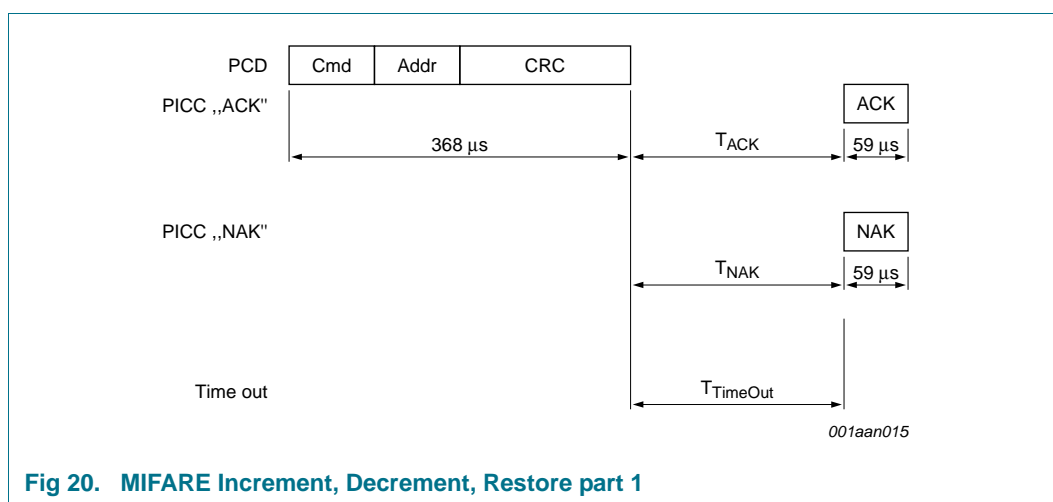 PCD Cmd Addr CRC
PICC ,,ACK" ACK
368 μs TACK 59 μs
PICC ,,NAK" NAK
TNAK 59 μs
Time out TTimeOut
001aan015
Fig 20. MIFARE Increment, Decrement, Restore part 1